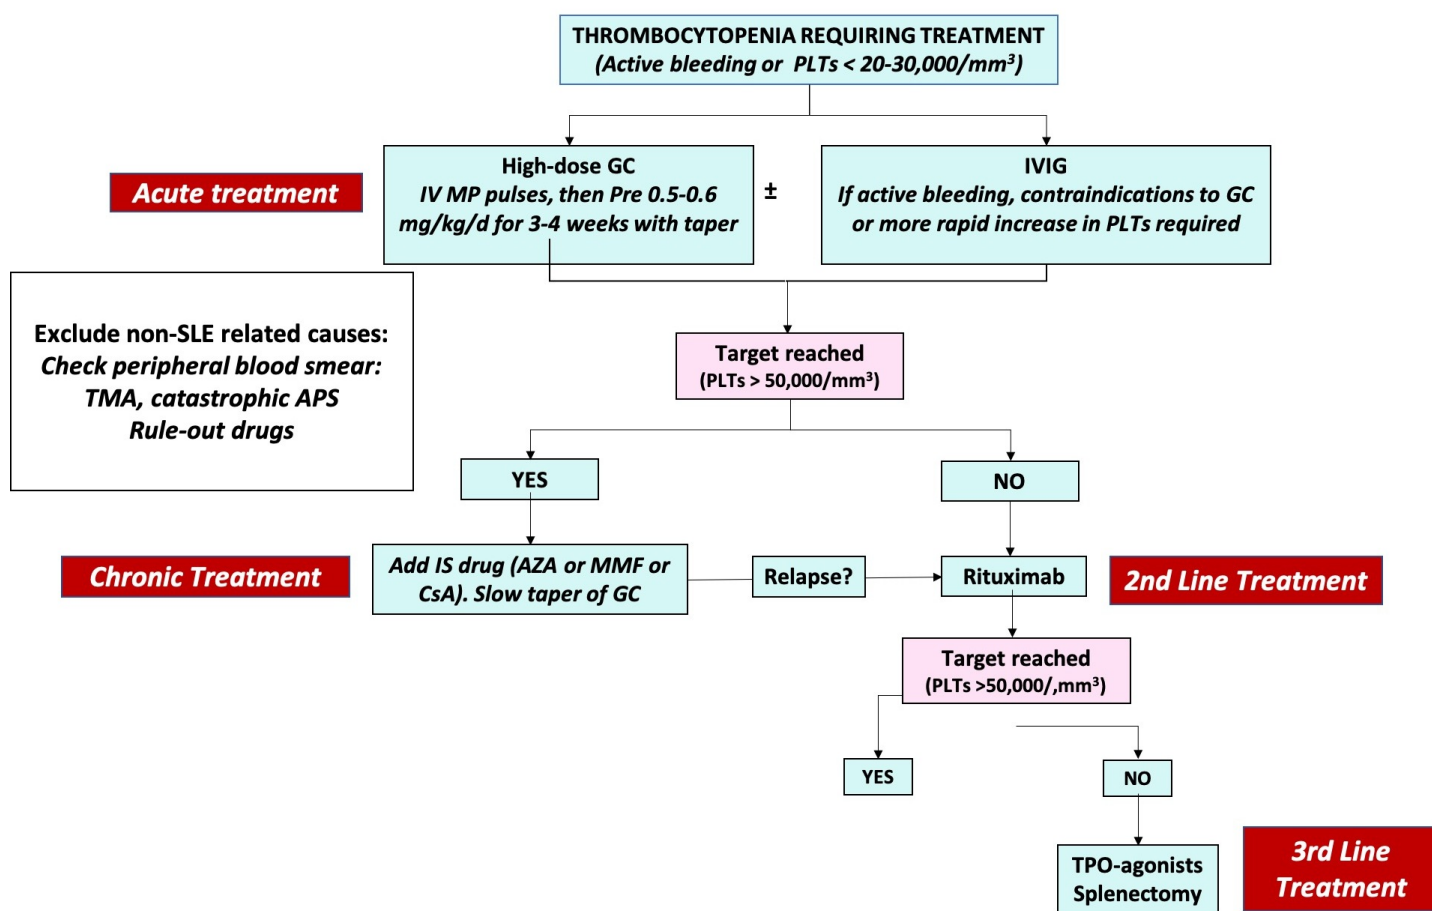 THROMBOCYTOPENIA REQUIRING TREATMENT
(Active bleeding or PLTs < 20-30,000/mm³)
Acute treatment
High-dose GC
IV MP pulses, then Pre 0.5-0.6
mg/kg/d for 3-4 weeks with taper
±
IVIG
If active bleeding, contraindications to GC
or more rapid increase in PLTs required
Exclude non-SLE related causes:
Check peripheral blood smear:
TMA, catastrophic APS
Rule-out drugs
Target reached
(PLTs > 50,000/mm³)
YES
NO
Chronic Treatment
Add IS drug (AZA or MMF or
CsA). Slow taper of GC
Relapse?
Rituximab
2nd Line Treatment
Target reached
(PLTs >50,000/,mm³)
YES
NO
TPO-agonists
Splenectomy
3rd Line
Treatment